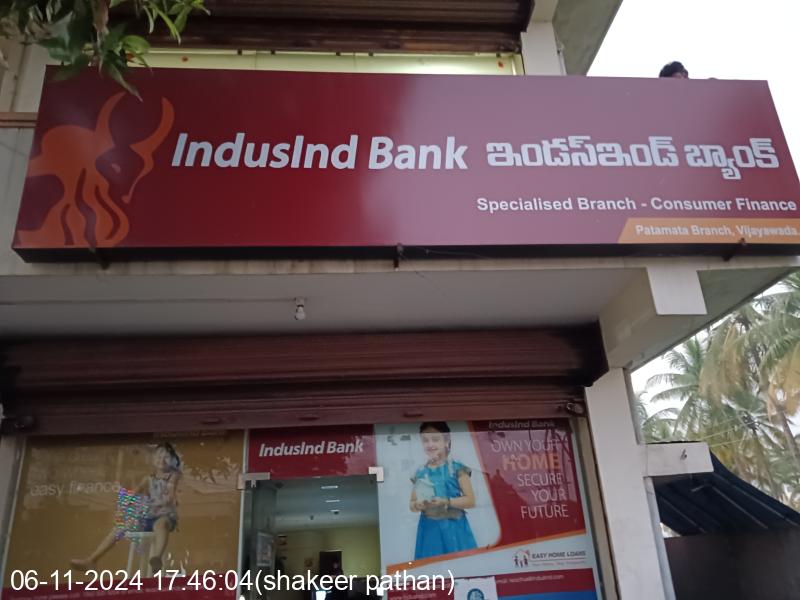 IndusInd Bank ఇండస్ఇండ్ బ్యాంక్
Specialised Branch - Consumer Finance
Patamata Branch, Vijayawada.
IndusInd Bank
IndusInd Bank
easy finance
OWN YOUR
HOME
SECURE
YOUR
FUTURE
EASY HOME LOANS
06-11-2024 17:46:04(shakeer pathan)